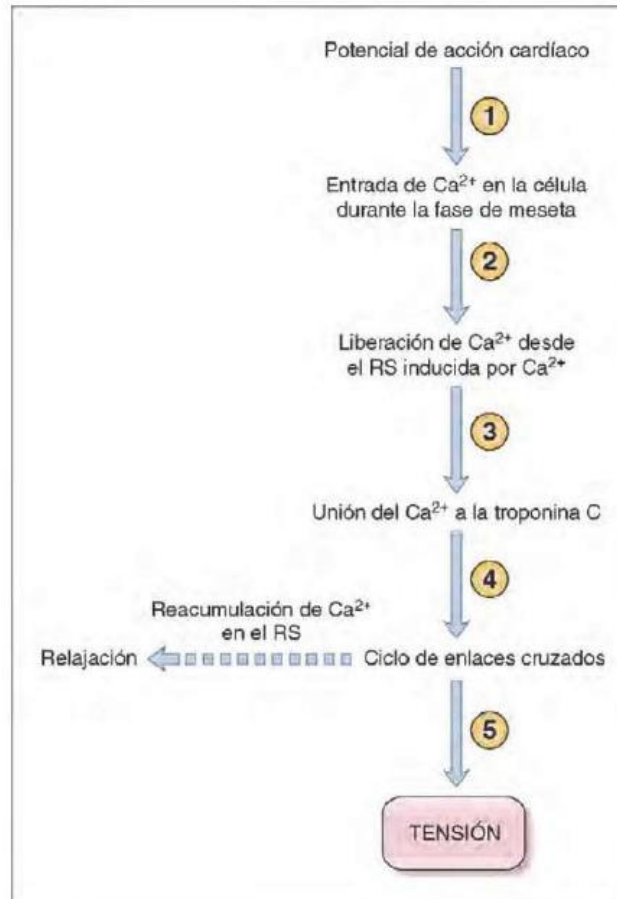 Potencial de acción cardíaco
1
Entrada de Ca²⁺ en la célula
durante la fase de meseta
2
Liberación de Ca²⁺ desde
el RS inducida por Ca²⁺
3
Unión del Ca²⁺ a la troponina C
4
Reacumulación de Ca²⁺
en el RS
Relajación
Ciclo de enlaces cruzados
5
TENSIÓN